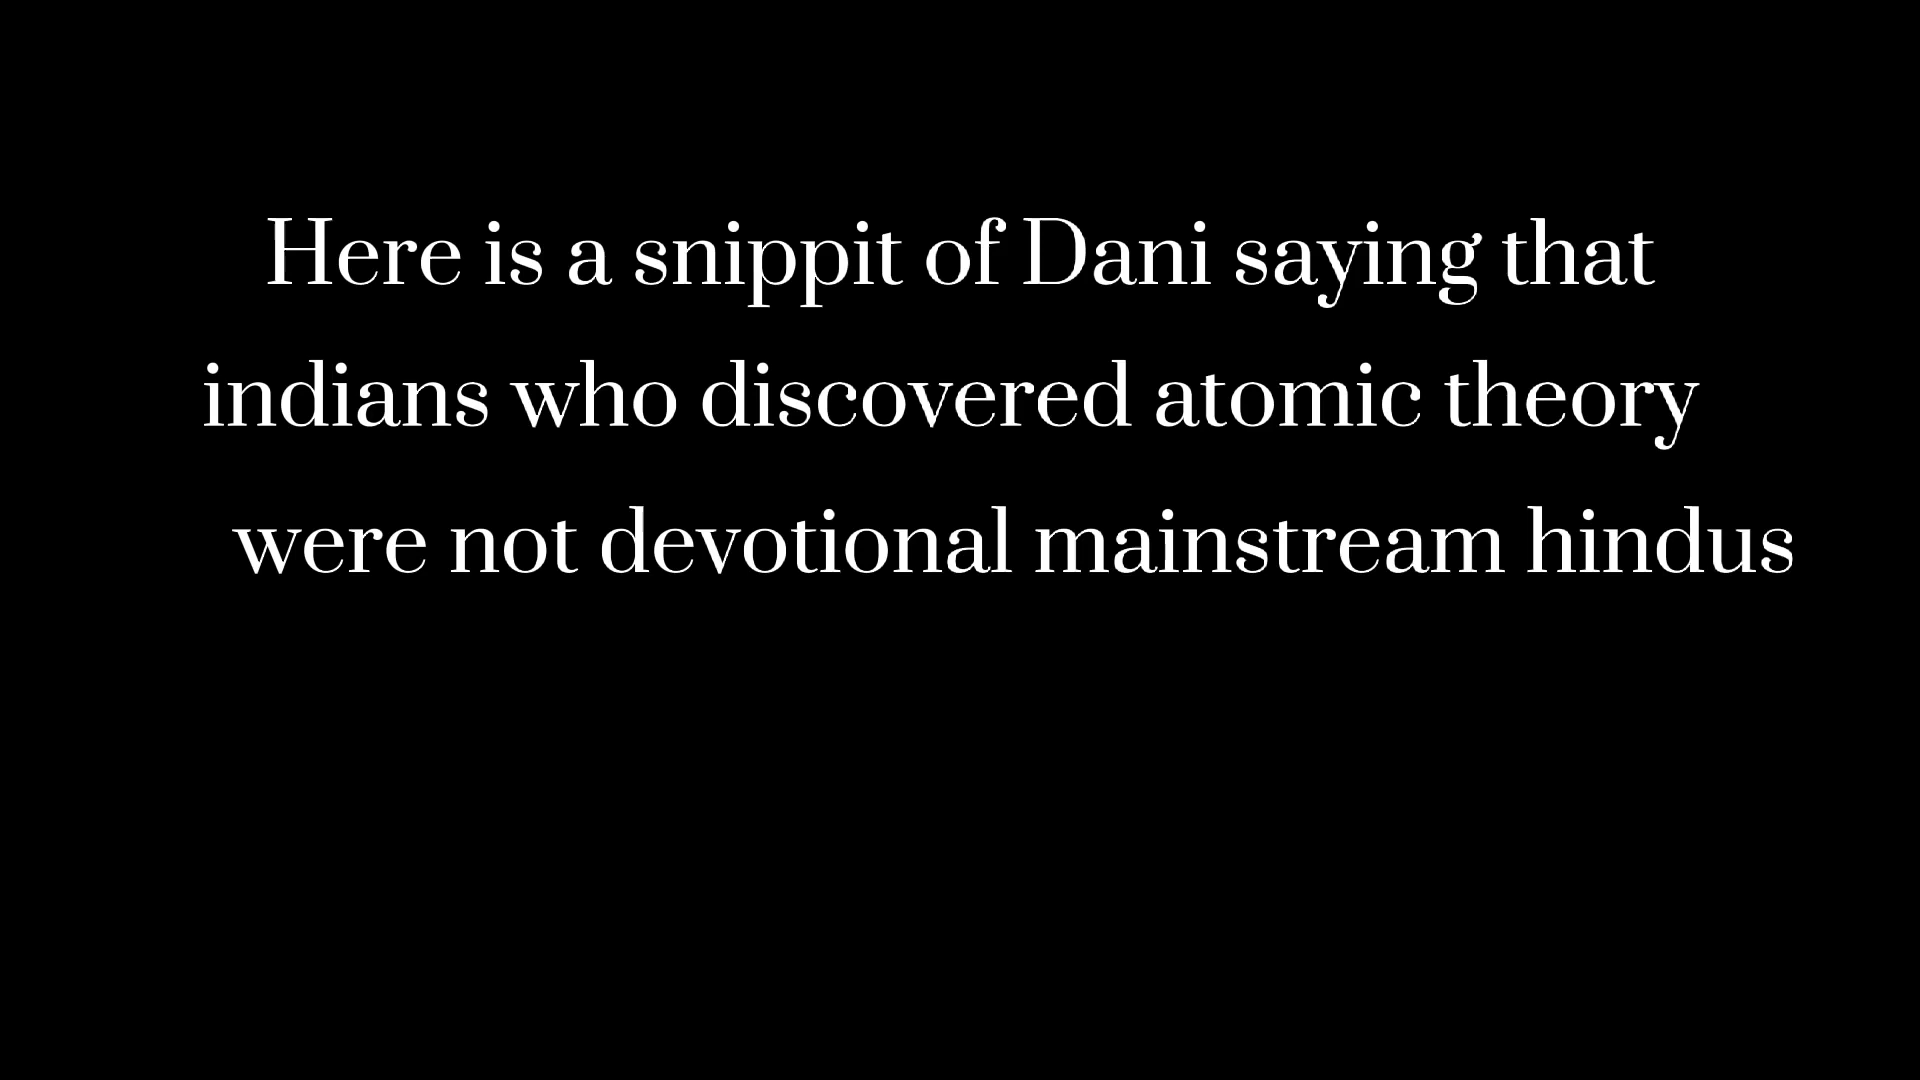 Here is a snippit of Dani saying that
indians who discovered atomic theory
were not devotional mainstream hindus